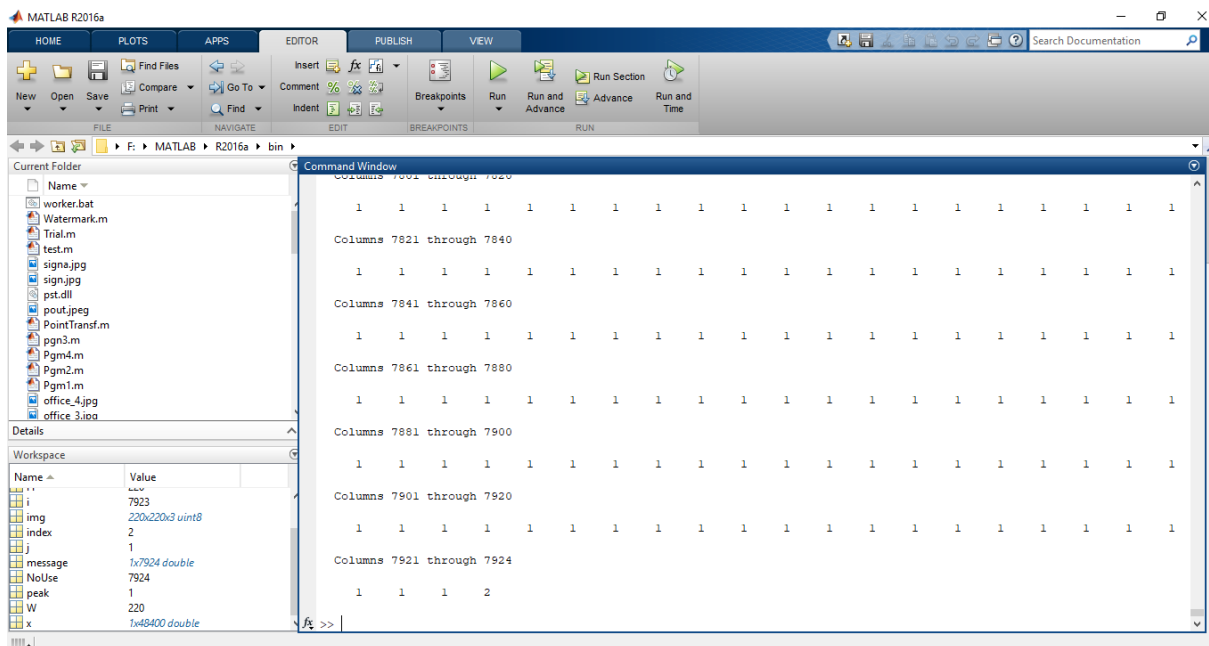 MATLAB R2016a
HOME PLOTS APPS EDITOR PUBLISH VIEW Search Documentation
New Open Save Find Files Compare Print Go To Find Insert fx Comment Indent Breakpoints Run Run and Advance Run Section Advance Run and Time
FILE NAVIGATE EDIT BREAKPOINTS RUN
F: MATLAB R2016a bin
Current Folder
Name
worker.bat
Watermark.m
Trial.m
test.m
signa.jpg
sign.jpg
pst.dll
pout.jpeg
PointTransf.m
pgn3.m
Pgm4.m
Pgm2.m
Pgm1.m
office_4.jpg
office_3.jpg
Details
Workspace
Name Value
i 7923
img 220x220x3 uint8
index 2
j 1
message 1x7924 double
NoUse 7924
peak 1
W 220
x 1x48400 double
Command Window
Columns 7801 through 7820
1 1 1 1 1 1 1 1 1 1 1 1 1 1 1 1 1 1 1 1
Columns 7821 through 7840
1 1 1 1 1 1 1 1 1 1 1 1 1 1 1 1 1 1 1 1
Columns 7841 through 7860
1 1 1 1 1 1 1 1 1 1 1 1 1 1 1 1 1 1 1 1
Columns 7861 through 7880
1 1 1 1 1 1 1 1 1 1 1 1 1 1 1 1 1 1 1 1
Columns 7881 through 7900
1 1 1 1 1 1 1 1 1 1 1 1 1 1 1 1 1 1 1 1
Columns 7901 through 7920
1 1 1 1 1 1 1 1 1 1 1 1 1 1 1 1 1 1 1 1
Columns 7921 through 7924
1 1 1 2
fx >>